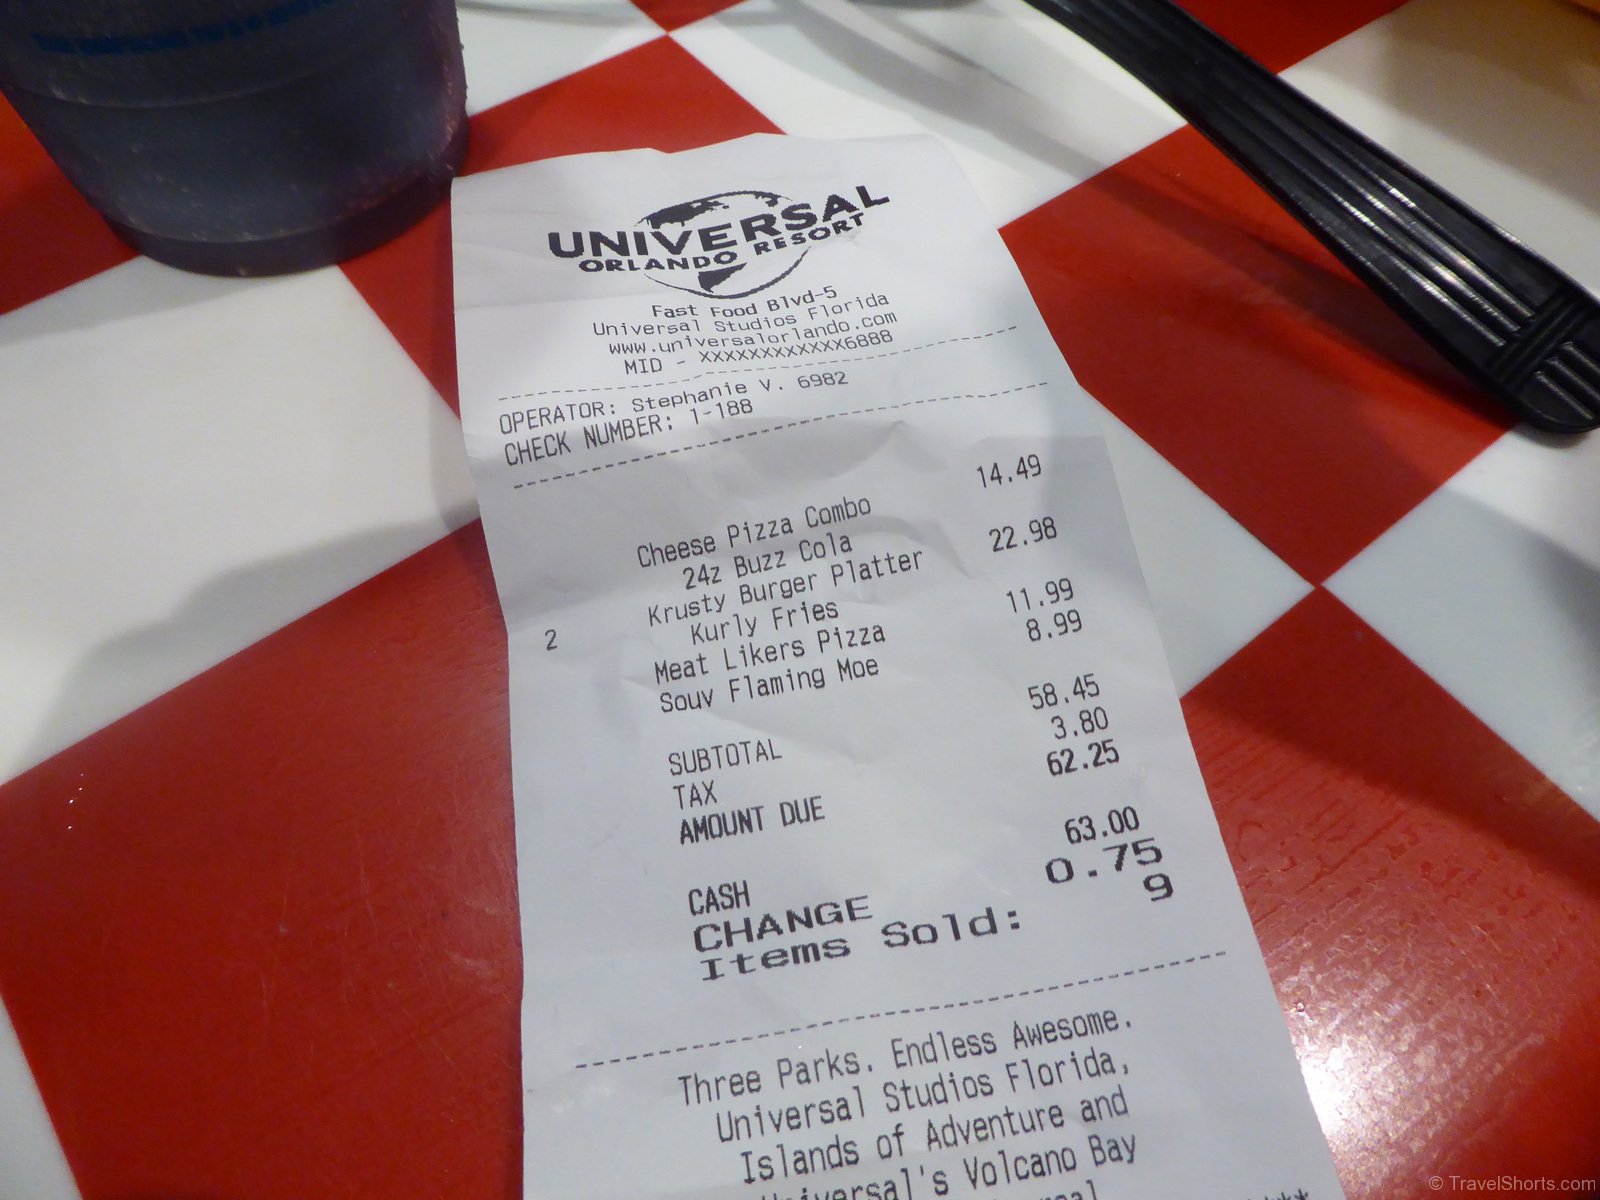 UNIVERSAL
ORLANDO RESORT
Fast Food Blvd-5
Universal Studios Florida
www.universalorlando.com
MID - XXXXXXXXXXXX6888
OPERATOR: Stephanie V. 6982
CHECK NUMBER: 1-188
Cheese Pizza Combo 14.49
24z Buzz Cola
2 Krusty Burger Platter 22.98
Kurly Fries
Meat Likers Pizza 11.99
Souv Flaming Moe 8.99
SUBTOTAL 58.45
TAX 3.80
AMOUNT DUE 62.25
CASH 63.00
CHANGE 0.75
Items Sold: 9
Three Parks. Endless Awesome.
Universal Studios Florida,
Islands of Adventure and
Universal's Volcano Bay
© TravelShorts.com